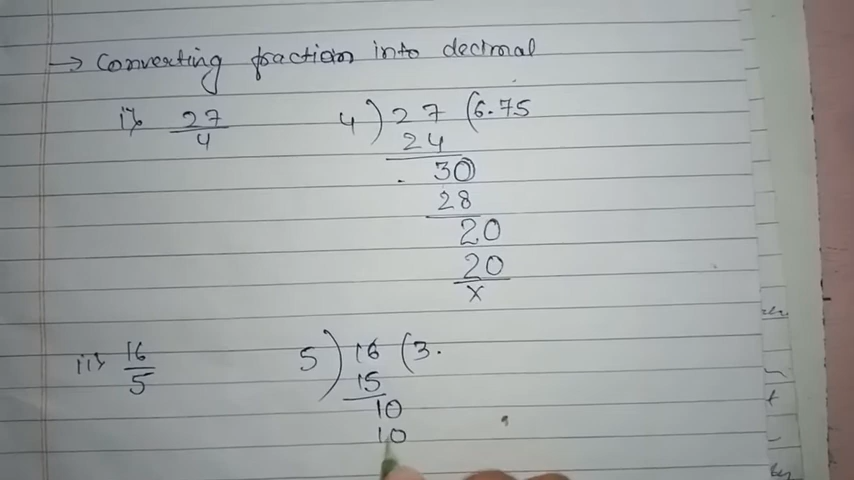 → Converting fraction into decimal
i) 27/4 4) 27 (6.75
24
. 30
28
20
20
x
ii) 16/5 5) 16 (3.
15
10
10